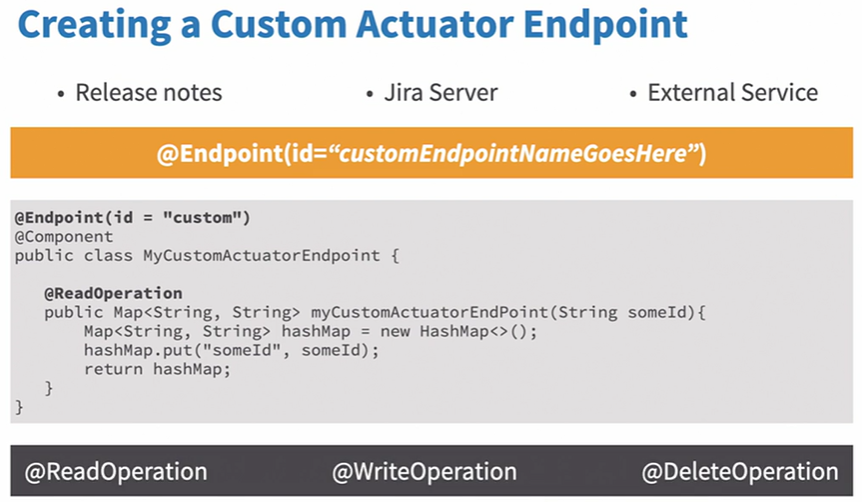 Creating a Custom Actuator Endpoint
• Release notes • Jira Server • External Service
@Endpoint(id=“customEndpointNameGoesHere”)
@Endpoint(id = "custom")
@Component
public class MyCustomActuatorEndpoint {
@ReadOperation
public Map<String, String> myCustomActuatorEndPoint(String someId){
Map<String, String> hashMap = new HashMap<>();
hashMap.put("someId", someId);
return hashMap;
}
}
@ReadOperation @WriteOperation @DeleteOperation